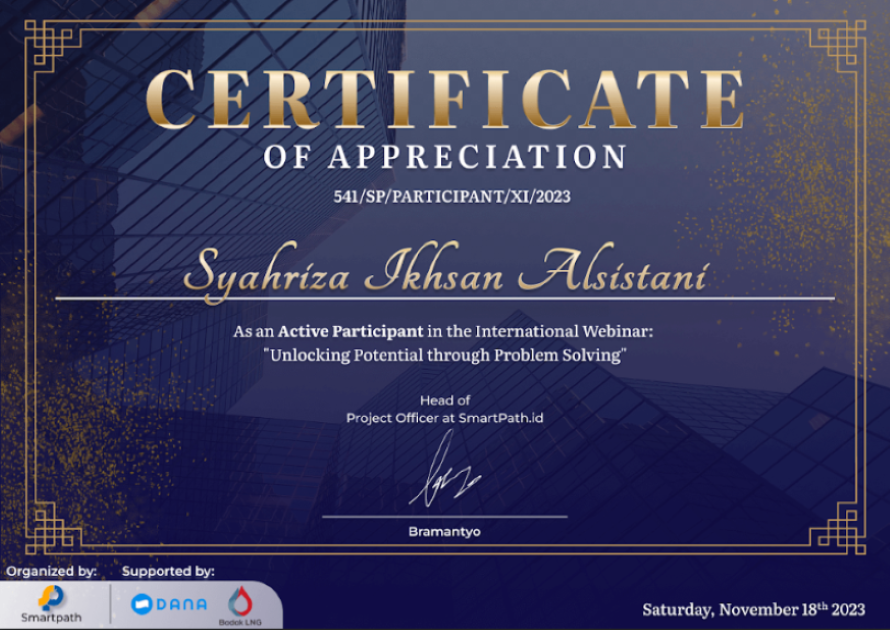 CERTIFICATE
OF APPRECIATION
541/SP/PARTICIPANT/XI/2023
Syahriza Ikhsan Alsistani
As an Active Participant in the International Webinar:
"Unlocking Potential through Problem Solving"
Head of
Project Officer at SmartPath.id
Bramantyo
Organized by: Supported by:
Smartpath DANA Badak LNG
Saturday, November 18th 2023